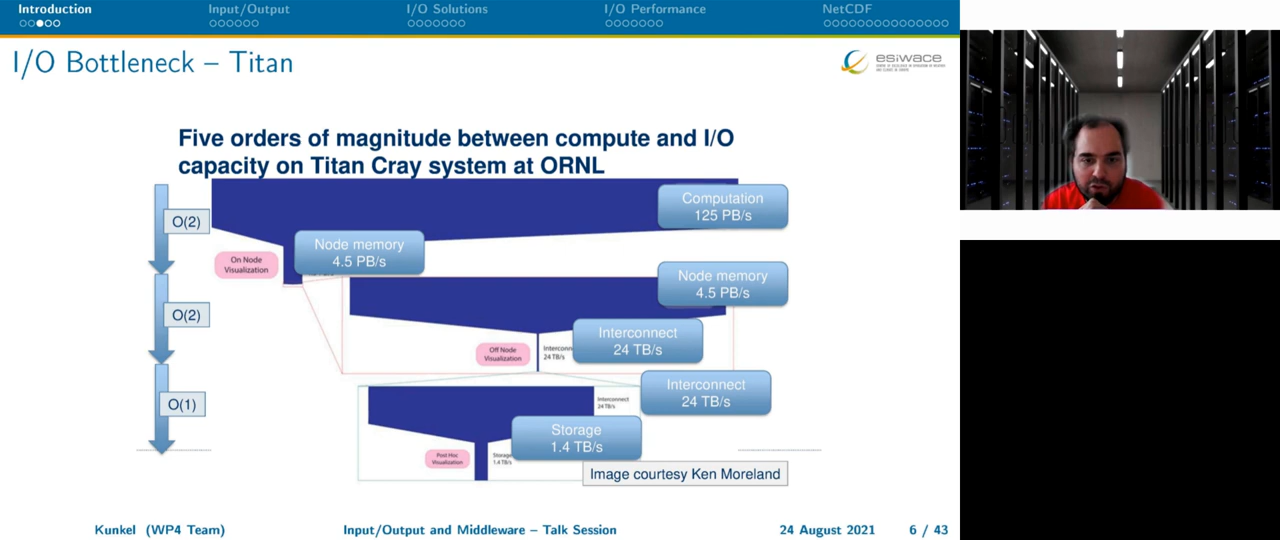 Introduction
Input/Output
I/O Solutions
I/O Performance
NetCDF
I/O Bottleneck – Titan
esiwace
Five orders of magnitude between compute and I/O
capacity on Titan Cray system at ORNL
Computation
125 PB/s
O(2)
Node memory
4.5 PB/s
On Node
Visualization
Node memory
4.5 PB/s
O(2)
Interconnect
24 TB/s
Off Node
Visualization
Interconn
24 TB/s
Interconnect
24 TB/s
O(1)
Interconnect
24 TB/s
Storage
1.4 TB/s
Post Hoc
Visualization
Storage
1.4 TB/s
Image courtesy Ken Moreland
Kunkel (WP4 Team)
Input/Output and Middleware – Talk Session
24 August 2021
6 / 43